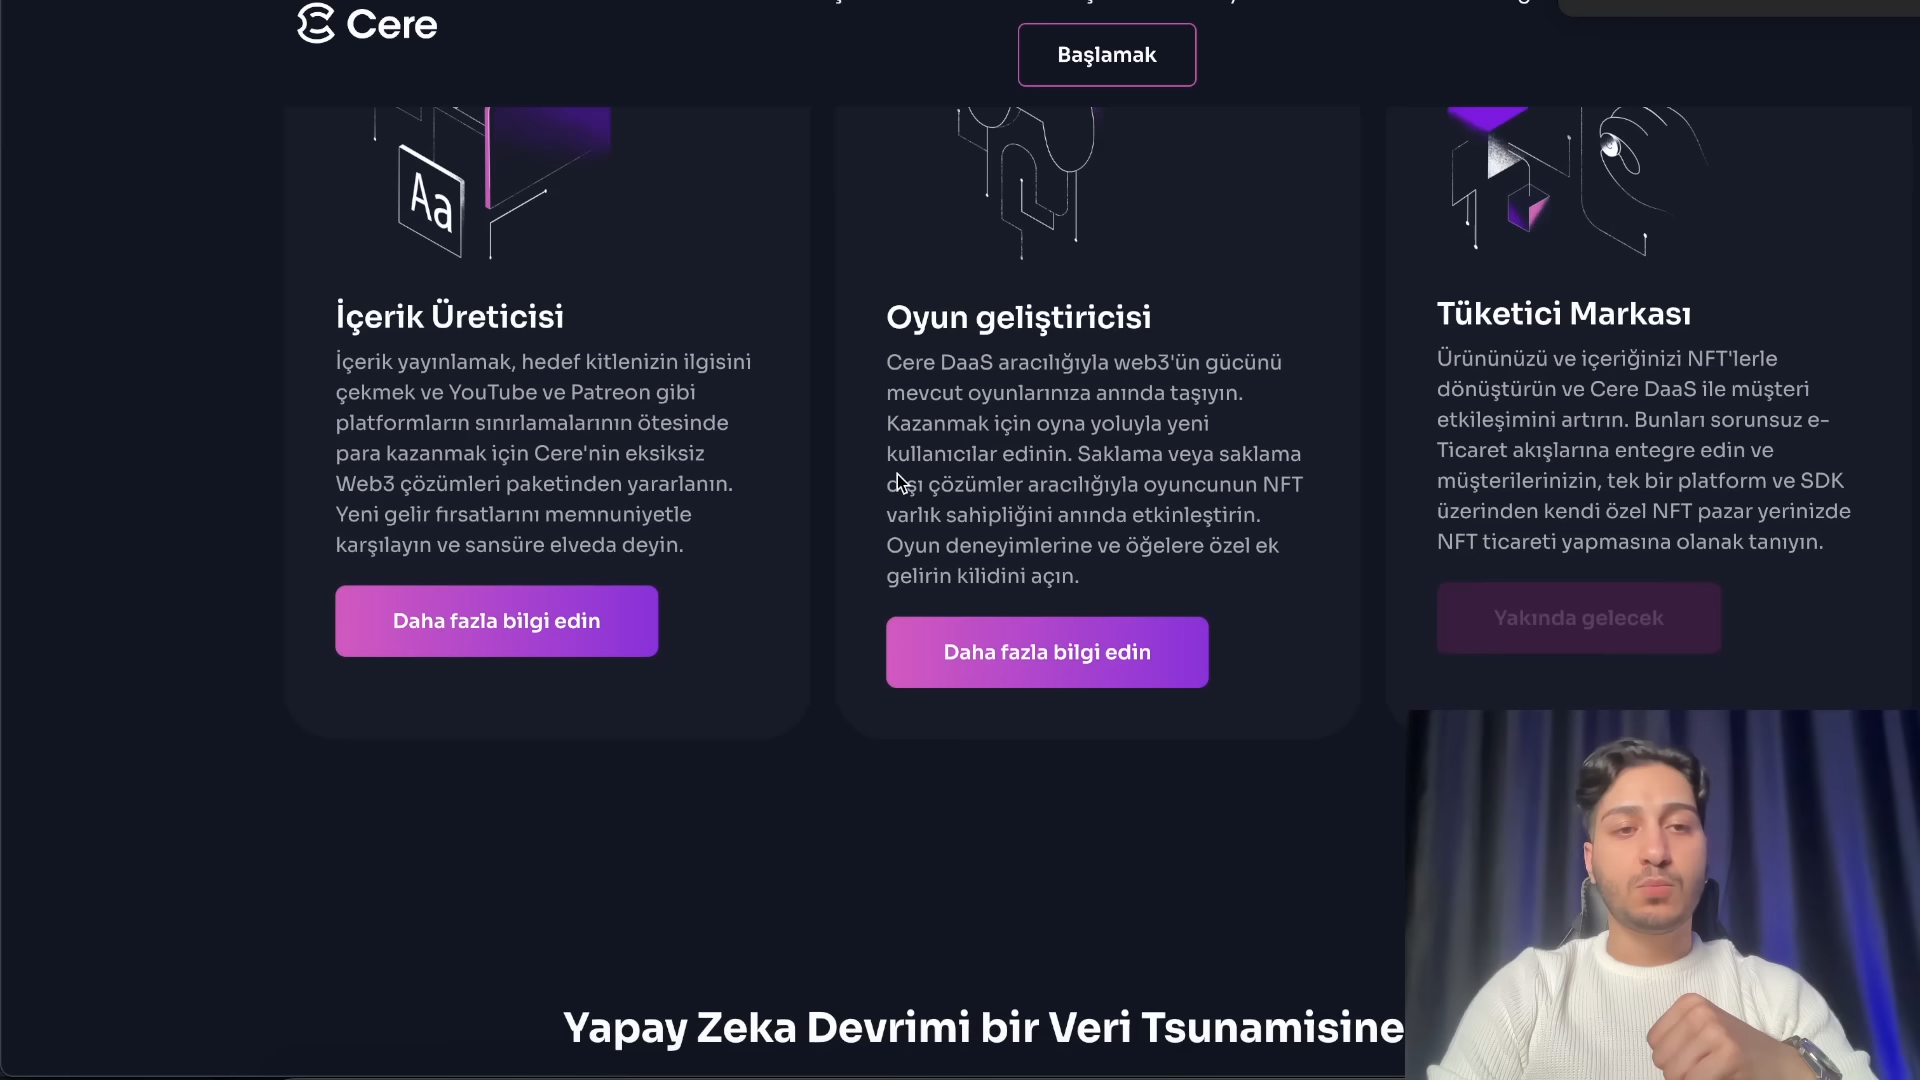 Cere
Başlamak
Aa
İçerik Üreticisi
İçerik yayınlamak, hedef kitlenizin ilgisini
çekmek ve YouTube ve Patreon gibi
platformların sınırlamalarının ötesinde
para kazanmak için Cere'nin eksiksiz
Web3 çözümleri paketinden yararlanın.
Yeni gelir fırsatlarını memnuniyetle
karşılayın ve sansüre elveda deyin.
Daha fazla bilgi edin
Oyun geliştiricisi
Cere DaaS aracılığıyla web3'ün gücünü
mevcut oyunlarınıza anında taşıyın.
Kazanmak için oyna yoluyla yeni
kullanıcılar edinin. Saklama veya saklama
dışı çözümler aracılığıyla oyuncunun NFT
varlık sahipliğini anında etkinleştirin.
Oyun deneyimlerine ve öğelere özel ek
gelirin kilidini açın.
Daha fazla bilgi edin
Tüketici Markası
Ürününüzü ve içeriğinizi NFT'lerle
dönüştürün ve Cere DaaS ile müşteri
etkileşimini artırın. Bunları sorunsuz e-
Ticaret akışlarına entegre edin ve
müşterilerinizin, tek bir platform ve SDK
üzerinden kendi özel NFT pazar yerinizde
NFT ticareti yapmasına olanak tanıyın.
Yakında gelecek
Yapay Zeka Devrimi bir Veri Tsunamisine